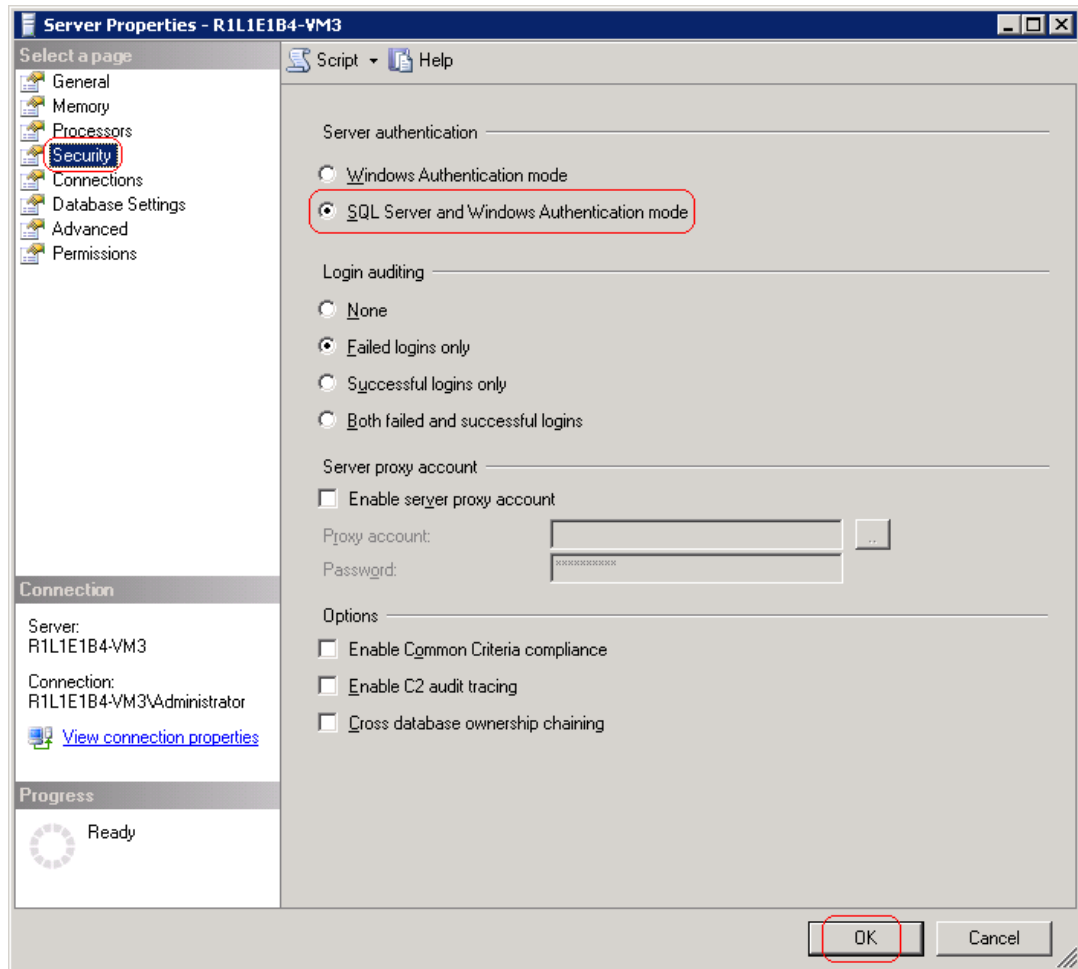 Server Properties - R1L1E1B4-VM3
Select a page
General
Memory
Processors
Security
Connections
Database Settings
Advanced
Permissions
Script
Help
Server authentication
Windows Authentication mode
SQL Server and Windows Authentication mode
Login auditing
None
Failed logins only
Successful logins only
Both failed and successful logins
Server proxy account
Enable server proxy account
Proxy account:
..
Password:
××××××××××
Options
Enable Common Criteria compliance
Enable C2 audit tracing
Cross database ownership chaining
Connection
Server:
R1L1E1B4-VM3
Connection:
R1L1E1B4-VM3\Administrator
View connection properties
Progress
Ready
OK
Cancel